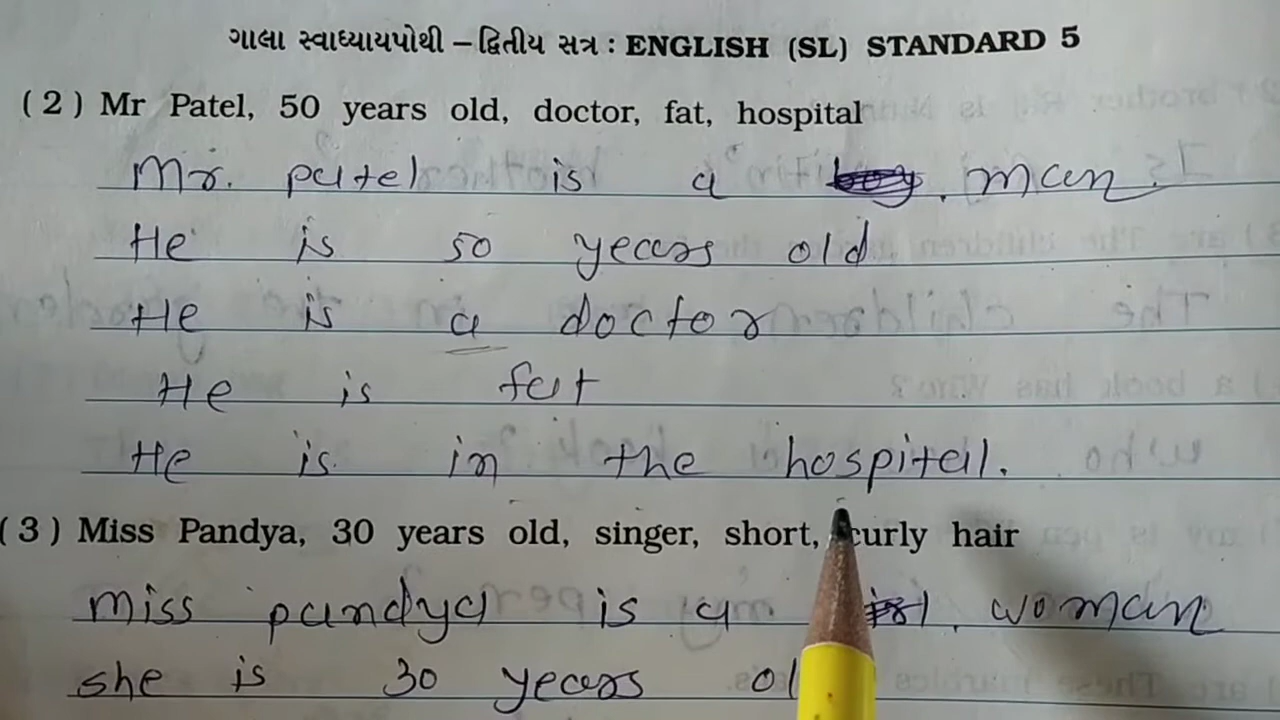 ગાલા સ્વાધ્યાયપોથી – દ્વિતીય સત્ર : ENGLISH (SL) STANDARD 5
(2) Mr Patel, 50 years old, doctor, fat, hospital
Mr. patel is a man.
He is 50 years old
He is a doctor
He is fat
He is in the hospital.
(3) Miss Pandya, 30 years old, singer, short, curly hair
miss pandya is a woman
she is 30 years